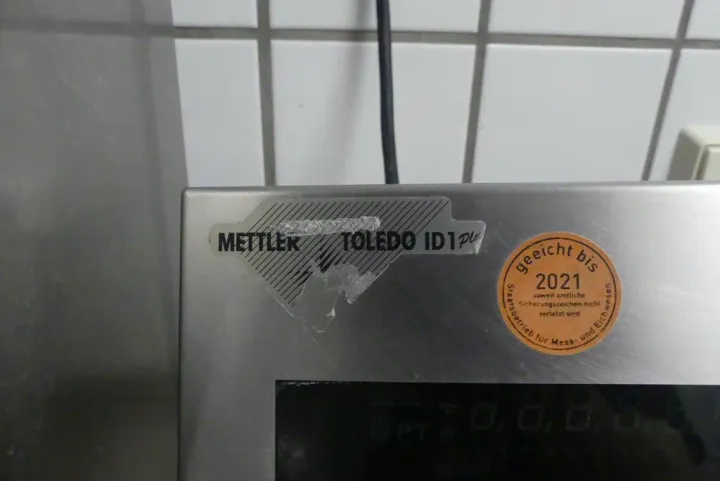 METTLER TOLEDO ID1
geeicht bis
2021
soweit amtliche
Sicherungszeichen nicht
verletzt sind
Staatsbetrieb für Mess- und Eichwesen